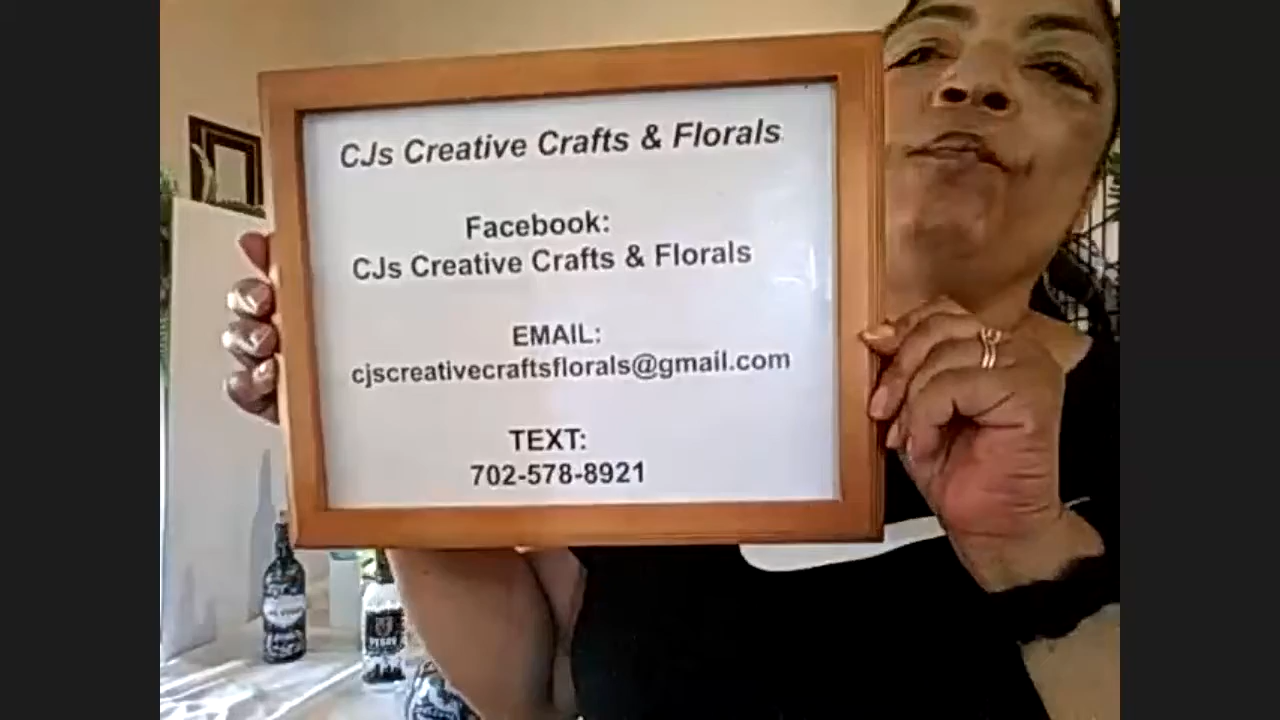 CJs Creative Crafts & Florals
Facebook:
CJs Creative Crafts & Florals
EMAIL:
cjscreativecraftsflorals@gmail.com
TEXT:
702-578-8921